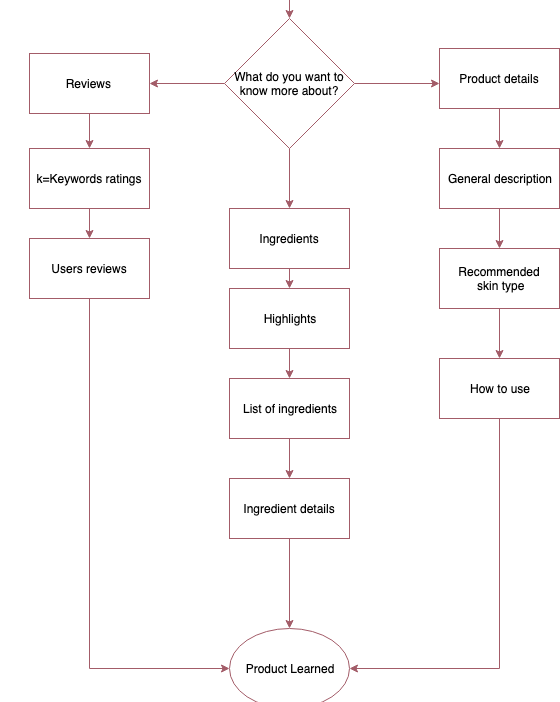 What do you want to
know more about?
Reviews
Product details
k=Keywords ratings
General description
Users reviews
Ingredients
Recommended
skin type
Highlights
How to use
List of ingredients
Ingredient details
Product Learned